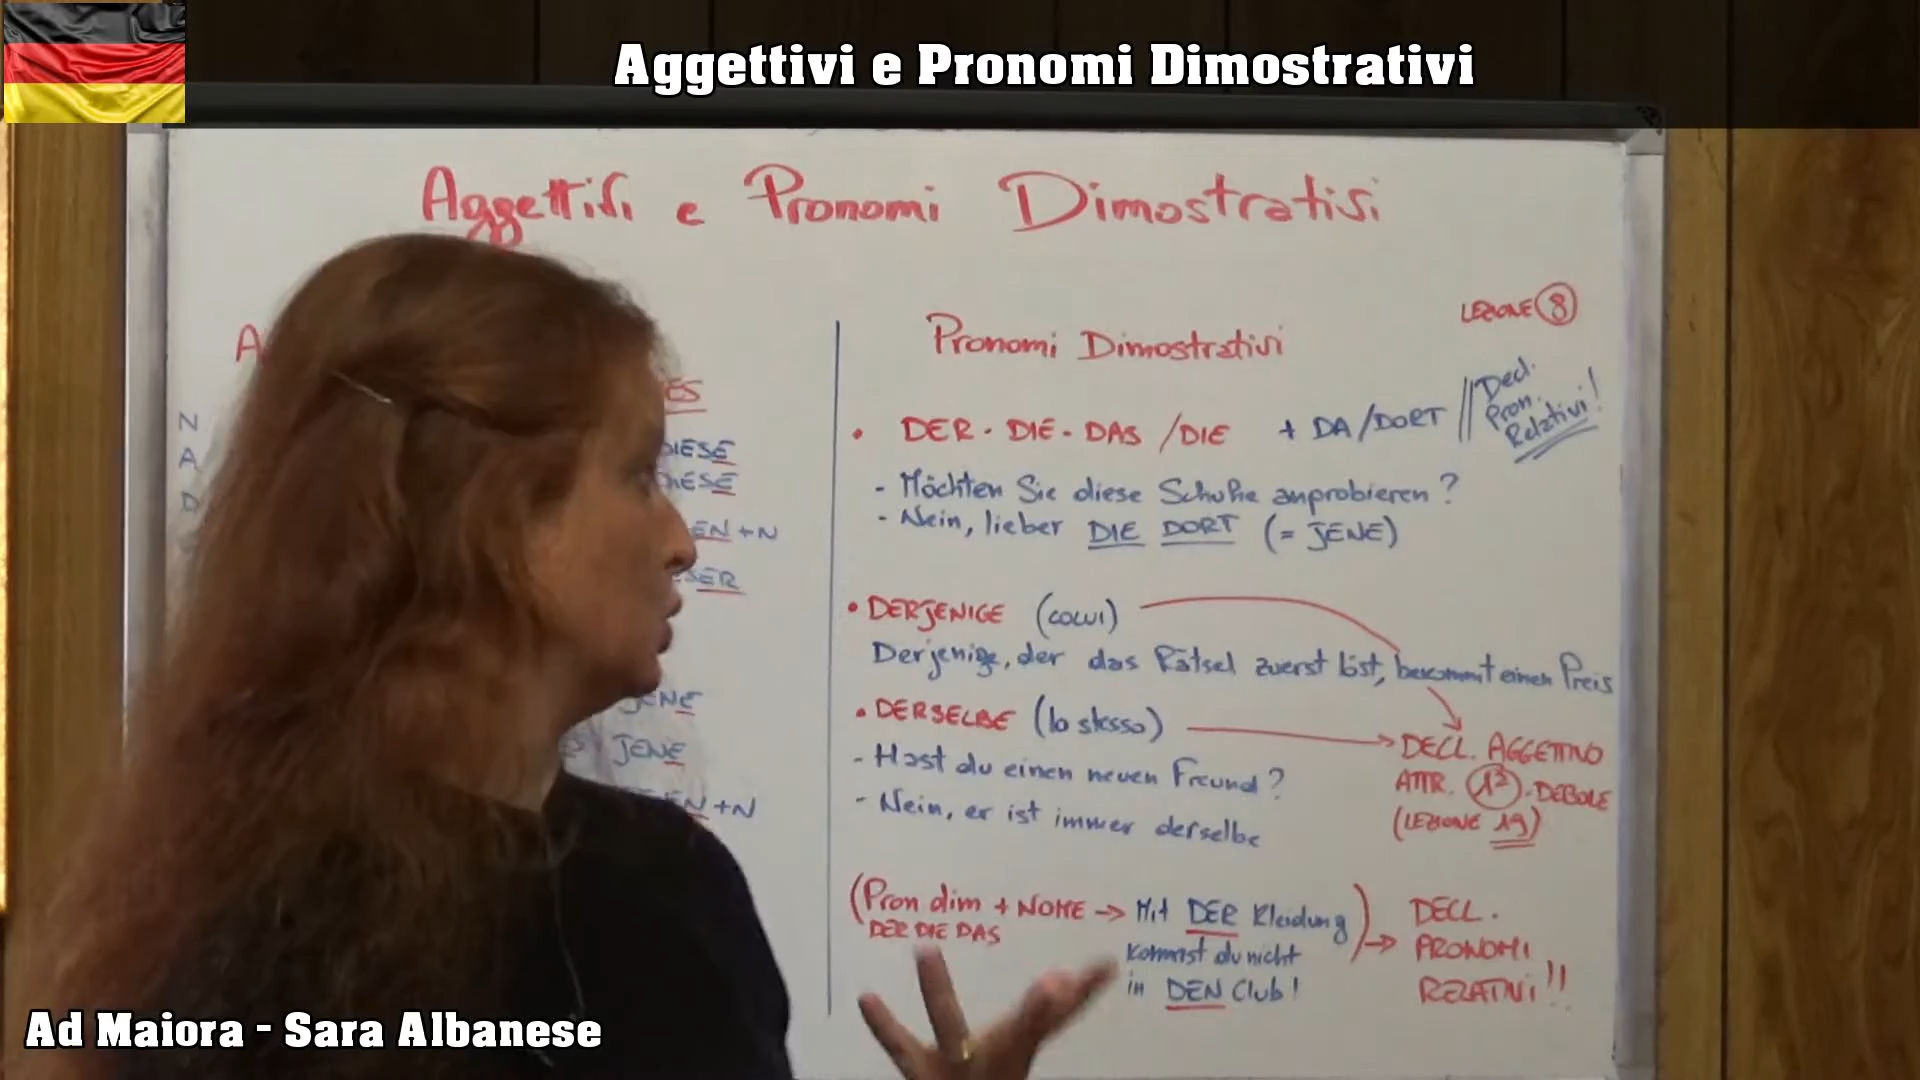 Aggettivi e Pronomi Dimostrativi
Aggettivi e Pronomi Dimostrativi
N
A
D
DIESE
EN+N
JENE
JENE
EN+N
LEZIONE 8
Pronomi Dimostrativi
• DER - DIE - DAS /DIE + DA/DORT
Decl.
Pron.
Relativi!
- Möchten Sie diese Schuhe anprobieren?
- Nein, lieber DIE DORT (= JENE)
• DERJENIGE (COLUI)
Derjenige, der das Rätsel zuerst löst, bekommt einen Preis
• DERSELBE (lo stesso)
- Hast du einen neuen Freund?
- Nein, er ist immer derselbe
DECL. AGGETTIVO
ATTR. 1ª. DEBOLE
(LEZIONE 19)
(Pron dim + NOME → Mit DER Kleidung
DER DIE DAS
kommst du nicht
in DEN Club!
) → DECL.
PRONOMI
RELATIVI!!
Ad Maiora - Sara Albanese